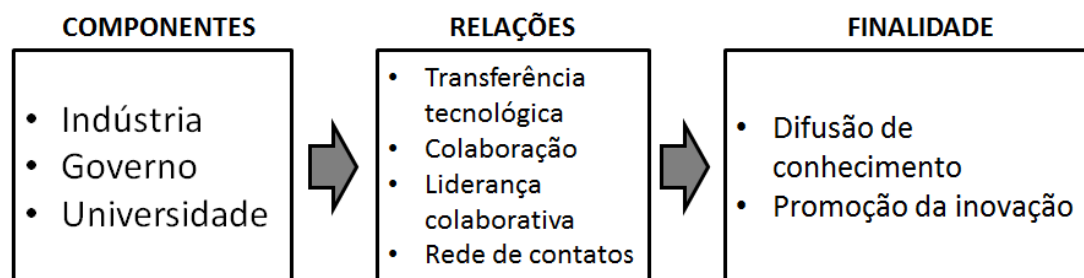 COMPONENTES
• Indústria
• Governo
• Universidade
RELAÇÕES
• Transferência
tecnológica
• Colaboração
• Liderança
colaborativa
• Rede de contatos
FINALIDADE
• Difusão de
conhecimento
• Promoção da inovação